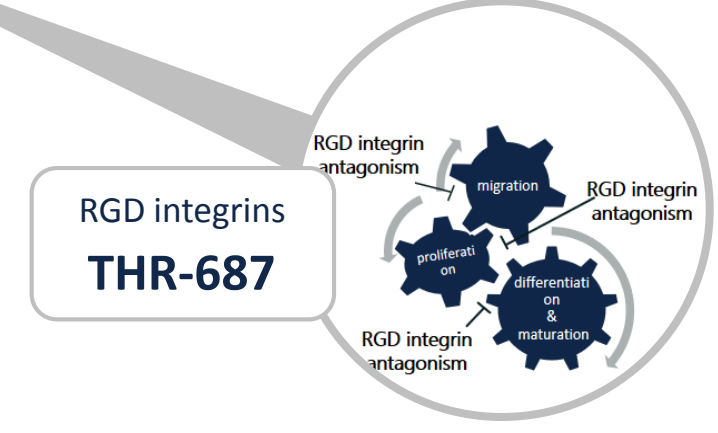 RGD integrin
antagonism
migration
RGD integrin
antagonism
RGD integrins
THR-687
proliferati
on
differentiati
on
&
maturation
RGD integrin
antagonism